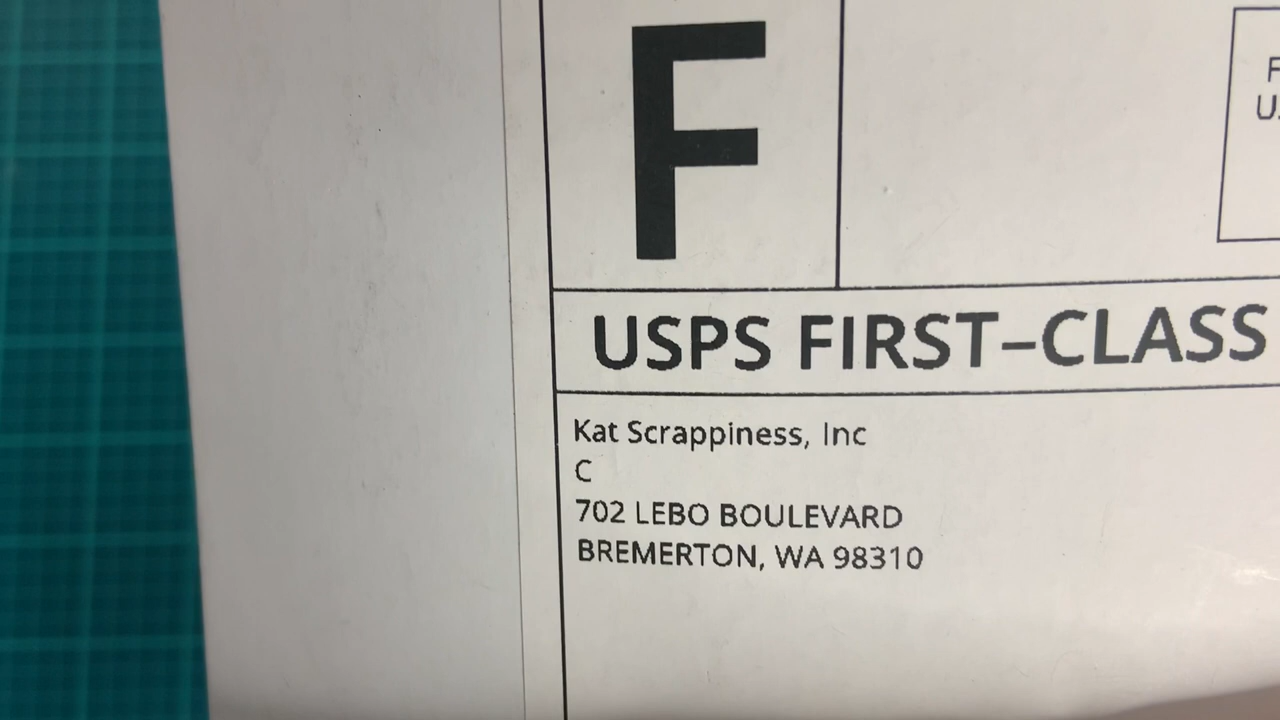 F
USPS FIRST–CLASS
Kat Scrappiness, Inc
C
702 LEBO BOULEVARD
BREMERTON, WA 98310